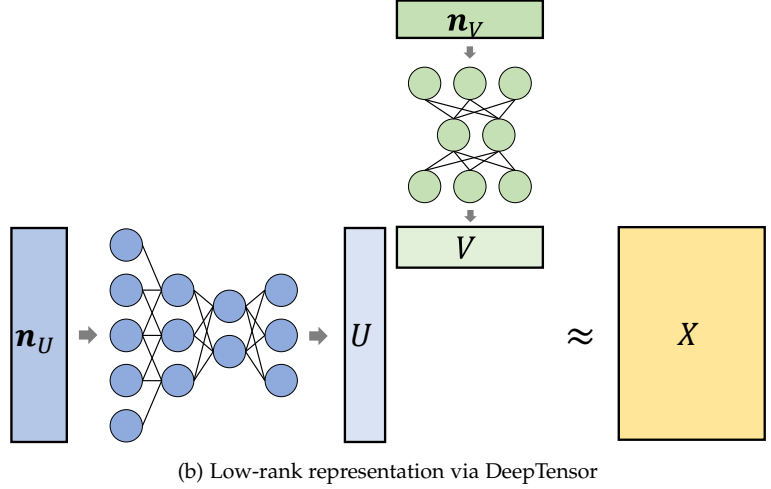 n_V
V
n_U
U
≈
X
(b) Low-rank representation via DeepTensor